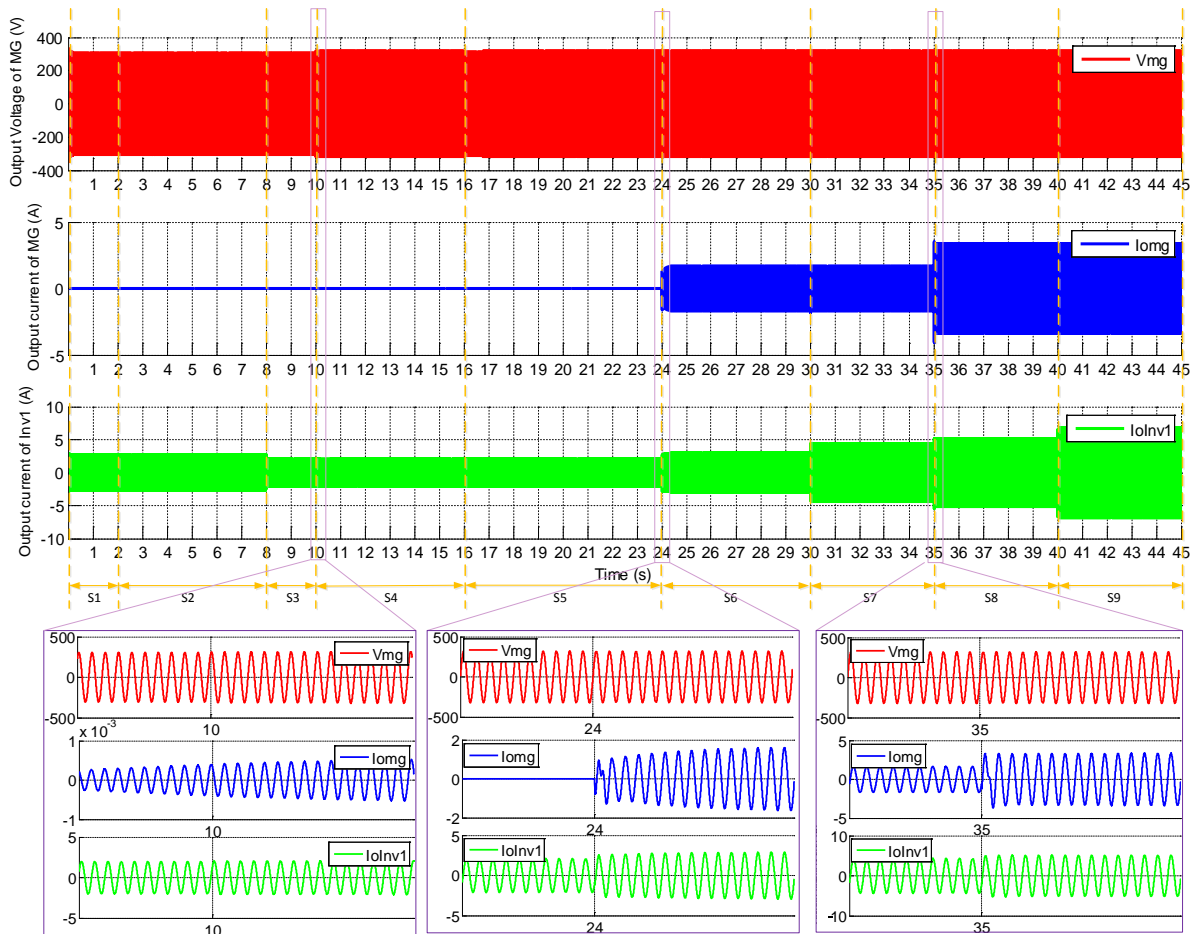 Output Voltage of MG (V)
400
200
0
-200
-400
Vmg
1 2 3 4 5 6 7 8 9 10 11 12 13 14 15 16 17 18 19 20 21 22 23 24 25 26 27 28 29 30 31 32 33 34 35 36 37 38 39 40 41 42 43 44 45
Output current of MG (A)
5
0
-5
Iomg
1 2 3 4 5 6 7 8 9 10 11 12 13 14 15 16 17 18 19 20 21 22 23 24 25 26 27 28 29 30 31 32 33 34 35 36 37 38 39 40 41 42 43 44 45
Output current of Inv1 (A)
10
5
0
-5
-10
IoInv1
1 2 3 4 5 6 7 8 9 10 11 12 13 14 15 16 17 18 19 20 21 22 23 24 25 26 27 28 29 30 31 32 33 34 35 36 37 38 39 40 41 42 43 44 45
Time (s)
S1 S2 S3 S4 S5 S6 S7 S8 S9
500
0
-500
Vmg
10
x 10⁻³
1
0
-1
Iomg
10
5
0
-5
IoInv1
10
500
0
-500
Vmg
24
2
0
-2
Iomg
24
5
0
-5
IoInv1
24
500
0
-500
Vmg
35
5
0
-5
Iomg
35
10
0
-10
IoInv1
35